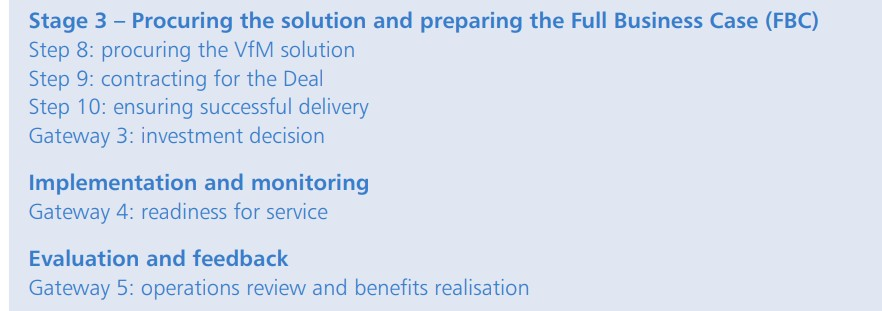 Stage 3 – Procuring the solution and preparing the Full Business Case (FBC)
Step 8: procuring the VfM solution
Step 9: contracting for the Deal
Step 10: ensuring successful delivery
Gateway 3: investment decision
Implementation and monitoring
Gateway 4: readiness for service
Evaluation and feedback
Gateway 5: operations review and benefits realisation